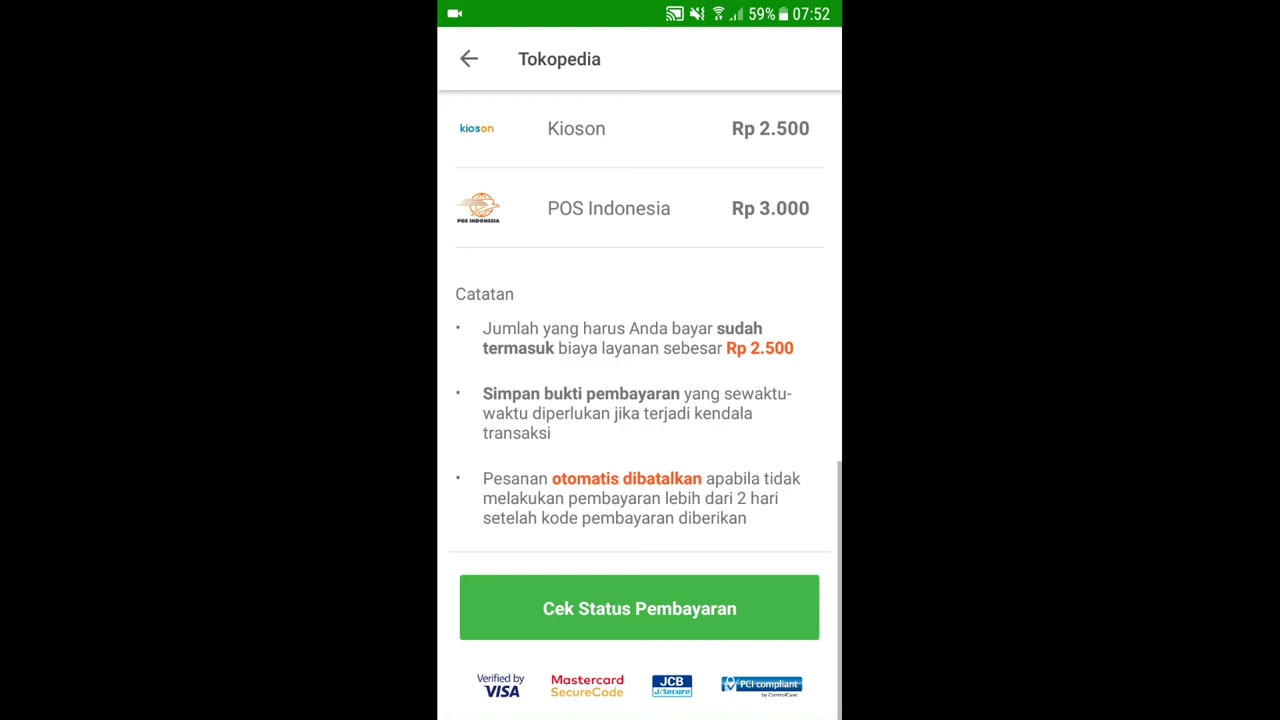 59% 07:52
Tokopedia
kioson Kioson Rp 2.500
POS INDONESIA POS Indonesia Rp 3.000
Catatan
• Jumlah yang harus Anda bayar sudah
termasuk biaya layanan sebesar Rp 2.500
• Simpan bukti pembayaran yang sewaktu-
waktu diperlukan jika terjadi kendala
transaksi
• Pesanan otomatis dibatalkan apabila tidak
melakukan pembayaran lebih dari 2 hari
setelah kode pembayaran diberikan
Cek Status Pembayaran
Verified by
VISA
Mastercard
SecureCode
JCB
J/Secure
PCI compliant
by ControlCase